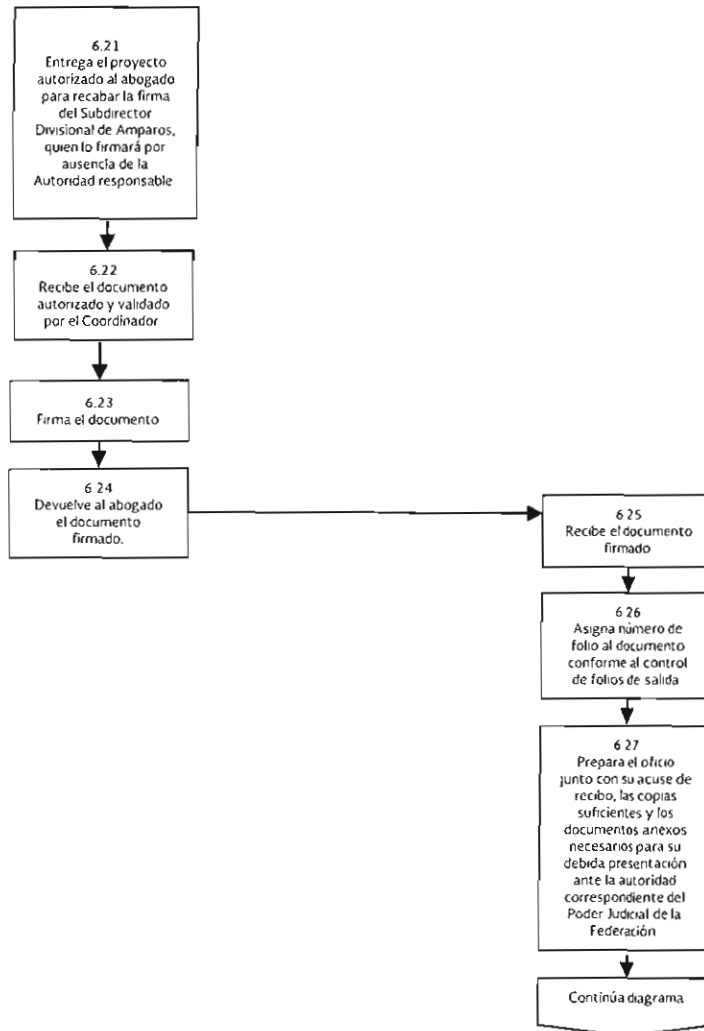 6.21
Entrega el proyecto
autorizado al abogado
para recabar la firma
del Subdirector
Divisional de Amparos,
quien lo firmará por
ausencia de la
Autoridad responsable
6.22
Recibe el documento
autorizado y validado
por el Coordinador
6.23
Firma el documento
6 24
Devuelve al abogado
el documento
firmado.
6 25
Recibe el documento
firmado
6 26
Asigna número de
folio al documento
conforme al control
de folios de salida
6 27
Prepara el oficio
junto con su acuse de
recibo, las copias
suficientes y los
documentos anexos
necesarios para su
debida presentación
ante la autoridad
correspondiente del
Poder Judicial de la
Federación
Continúa diagrama